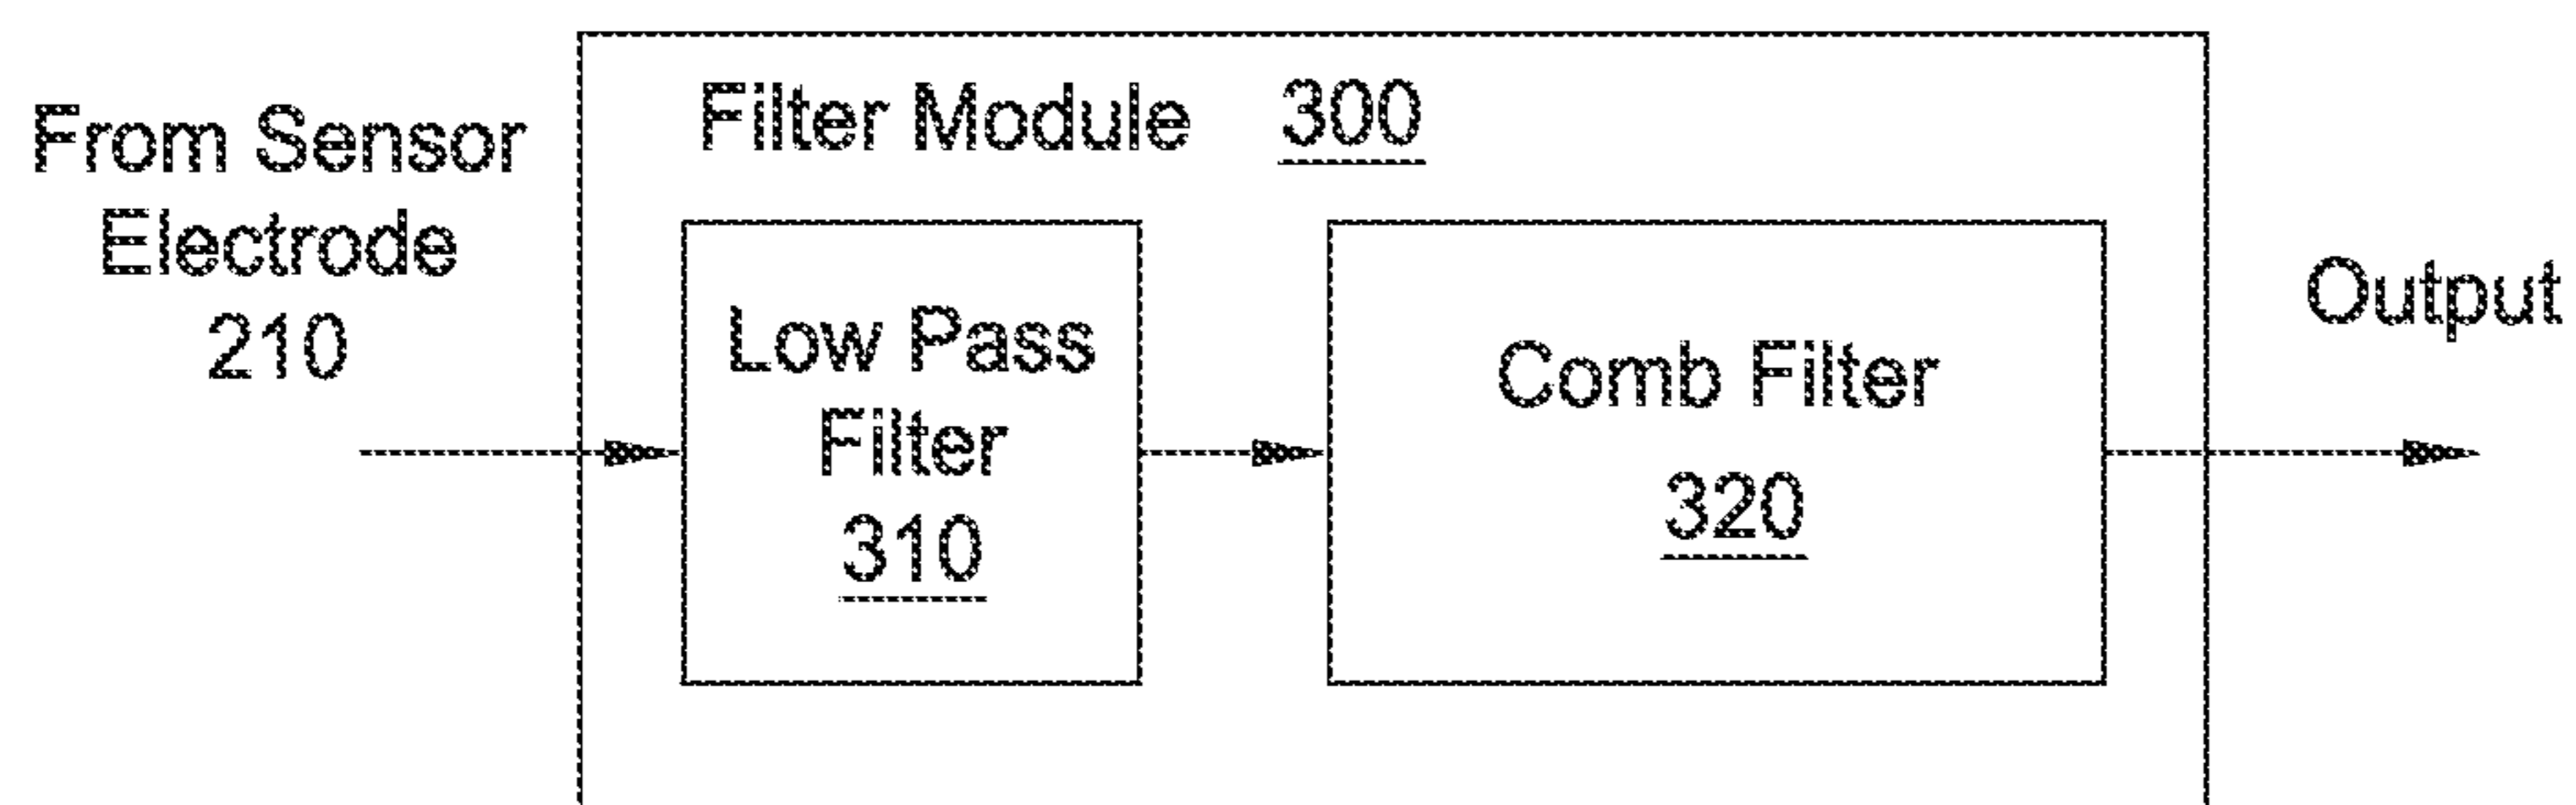 From Sensor
Electrode
210
Filter Module 300
Low Pass
Filter
310
Comb Filter
320
Output